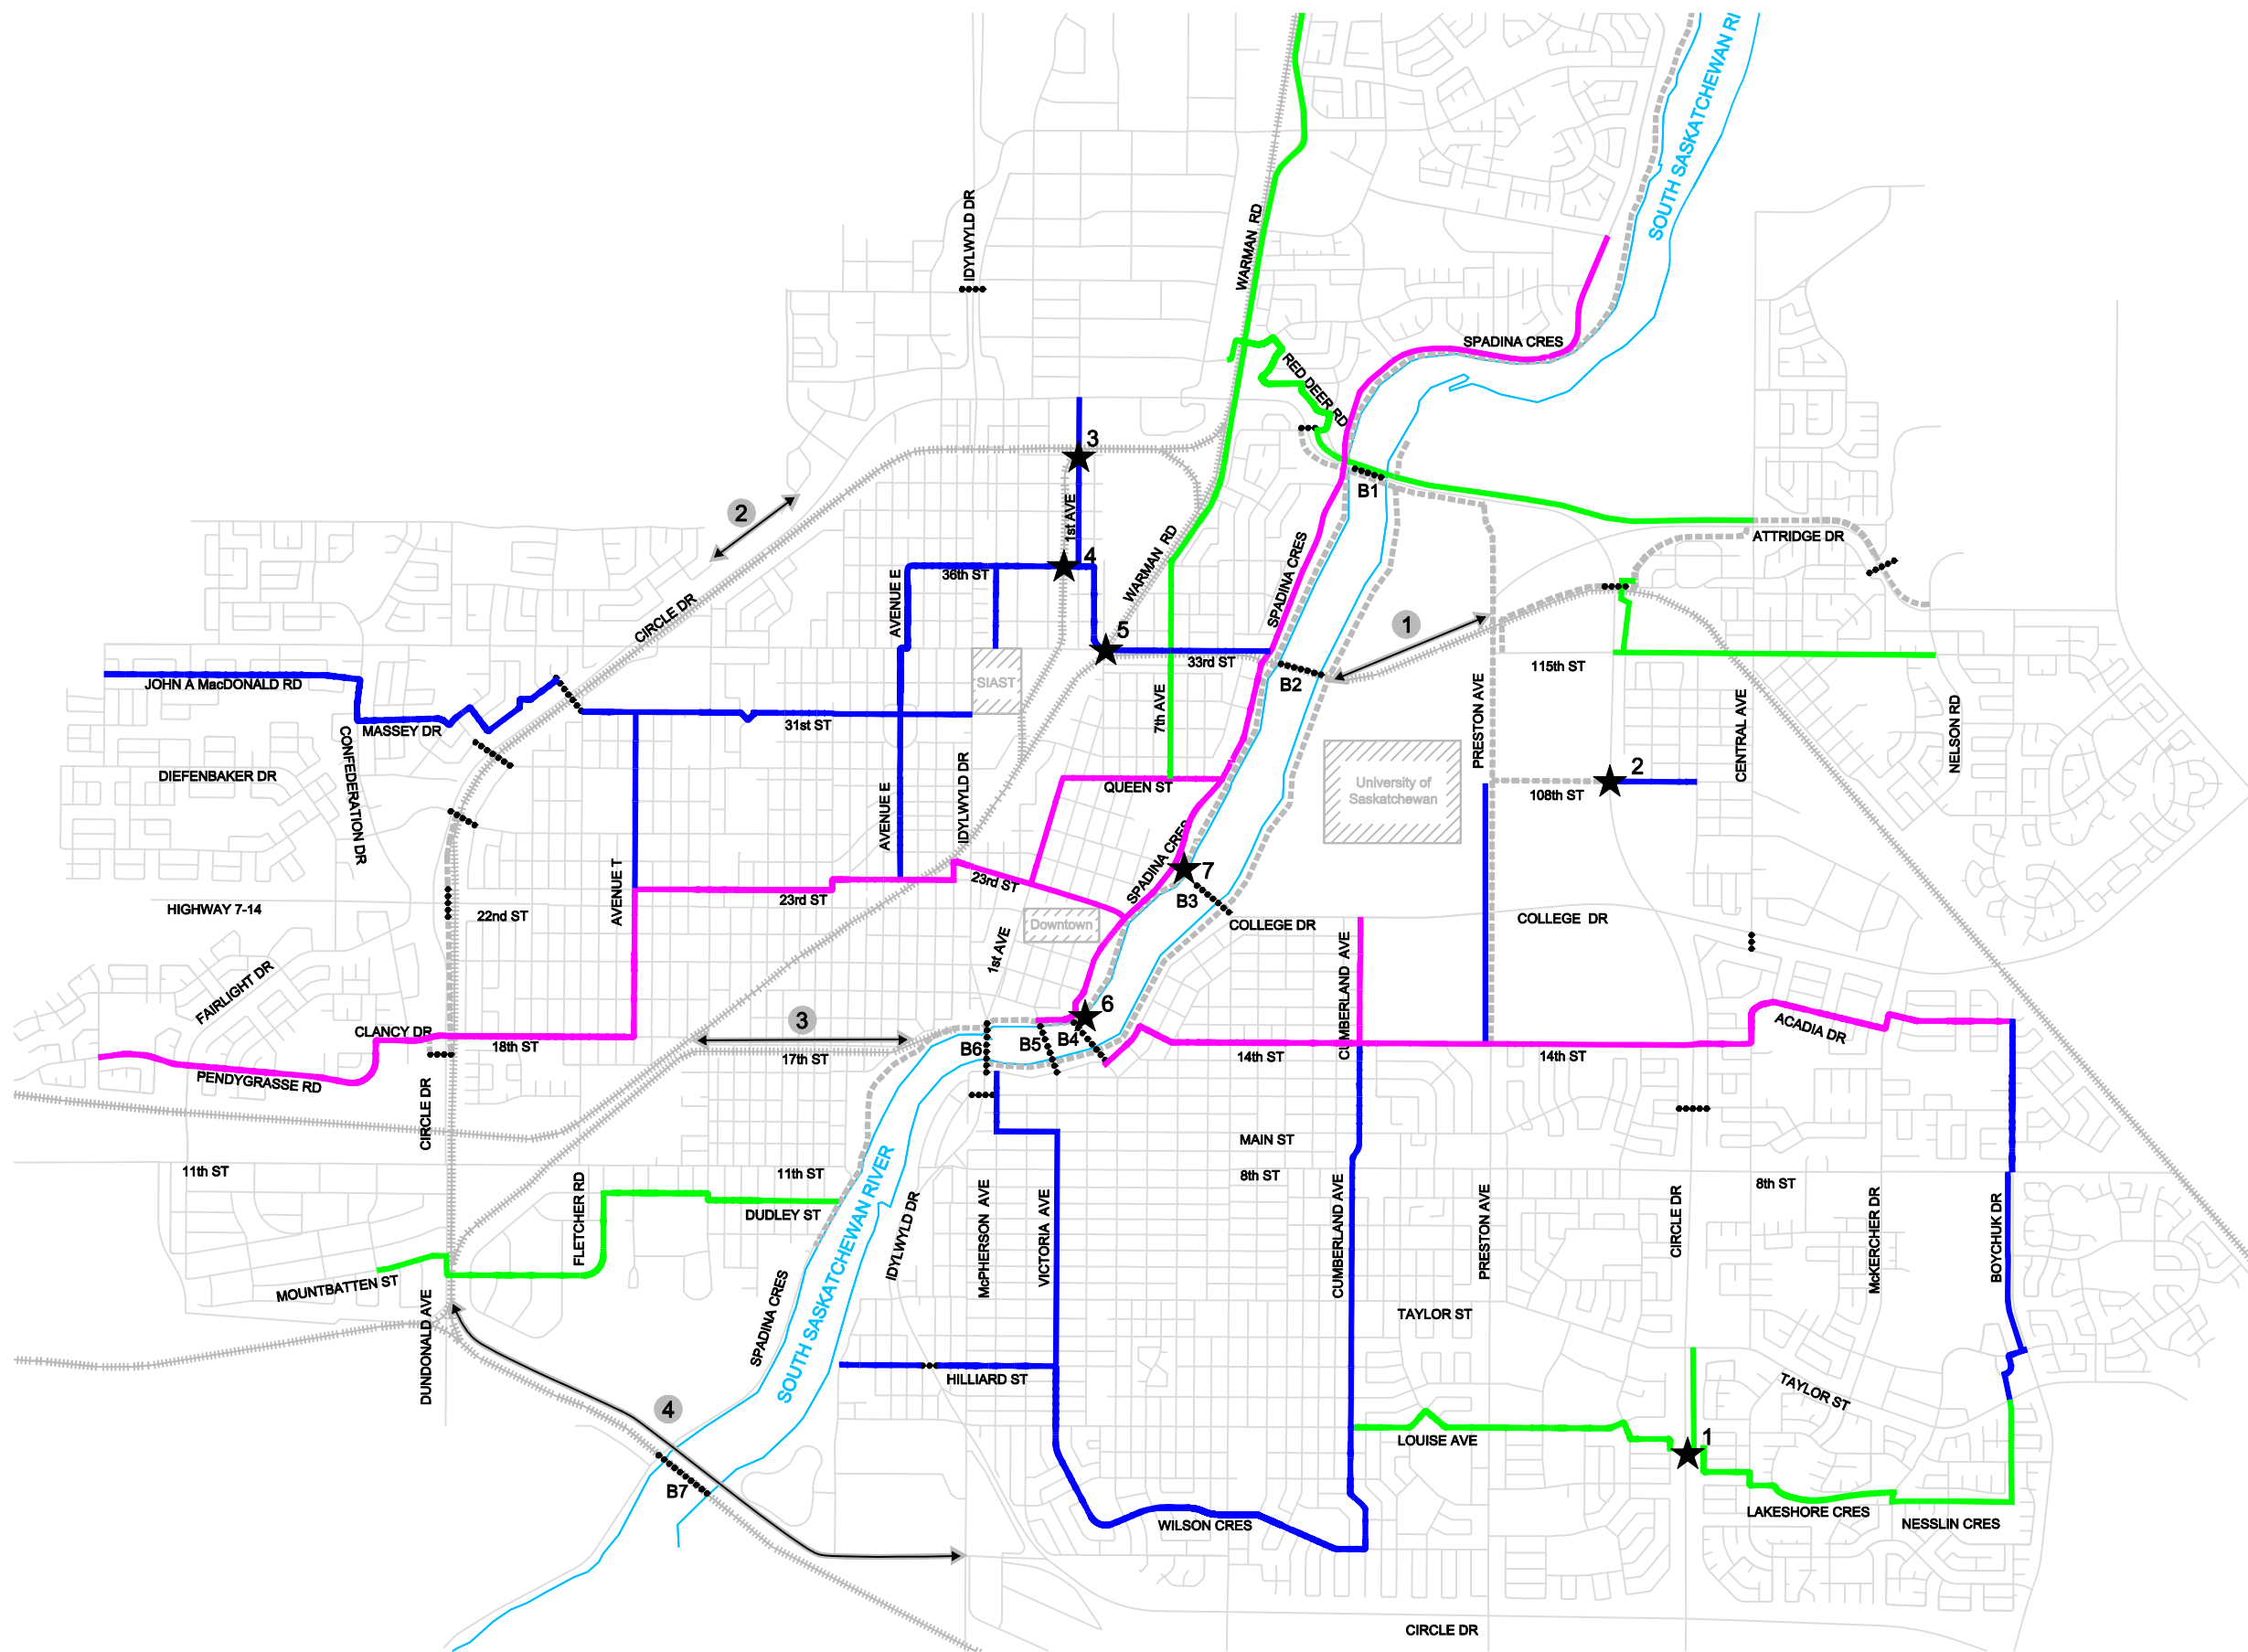 SOUTH SASKATCHEWAN RI
IDYLWYLD DR
WARMAN RD
SPADINA CRES
RED DEER RD
3
2
1st AVE
B1
ATTRIDGE DR
WARMAN RD
4
36th ST
AVENUE E
SPADINA CRES
CIRCLE DR
1
5
33rd ST
B2
115th ST
JOHN A MacDONALD RD
SIAST
PRESTON AVE
CENTRAL AVE
NELSON RD
7th AVE
31st ST
MASSEY DR
CONFEDERATION DR
DIEFENBAKER DR
IDYLWYLD DR
AVENUE E
QUEEN ST
University of
Saskatchewan
2
108th ST
SPADINA CRES
7
23rd ST
B3
AVENUE T
23rd ST
HIGHWAY 7-14
22nd ST
Downtown
COLLEGE DR
COLLEGE DR
1st AVE
CUMBERLAND AVE
FAIRLIGHT DR
6
3
CLANCY DR
18th ST
B6
B5
B4
17th ST
14th ST
14th ST
ACADIA DR
PENDYGRASSE RD
CIRCLE DR
MAIN ST
11th ST
11th ST
8th ST
8th ST
FLETCHER RD
DUDLEY ST
SOUTH SASKATCHEWAN RIVER
IDYLWYLD DR
McPHERSON AVE
VICTORIA AVE
CUMBERLAND AVE
PRESTON AVE
CIRCLE DR
McKERCHER DR
BOYCHUK DR
MOUNTBATTEN ST
DUNDONALD AVE
SPADINA CRES
TAYLOR ST
HILLIARD ST
TAYLOR ST
4
LOUISE AVE
1
B7
WILSON CRES
LAKESHORE CRES
NESSLIN CRES
CIRCLE DR